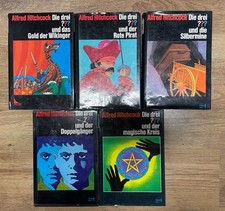 Alfred Hitchcock Die drei
???
und das
Gold der Wikinger
Alfred Hitchcock Die drei
???
und der
Rote Pirat
Alfred Hitchcock Die drei
???
und die
Silbermine
Alfred Hitchcock Die drei
???
und der
Doppelgänger
Alfred Hitchcock Die drei
???
und der
magische Kreis